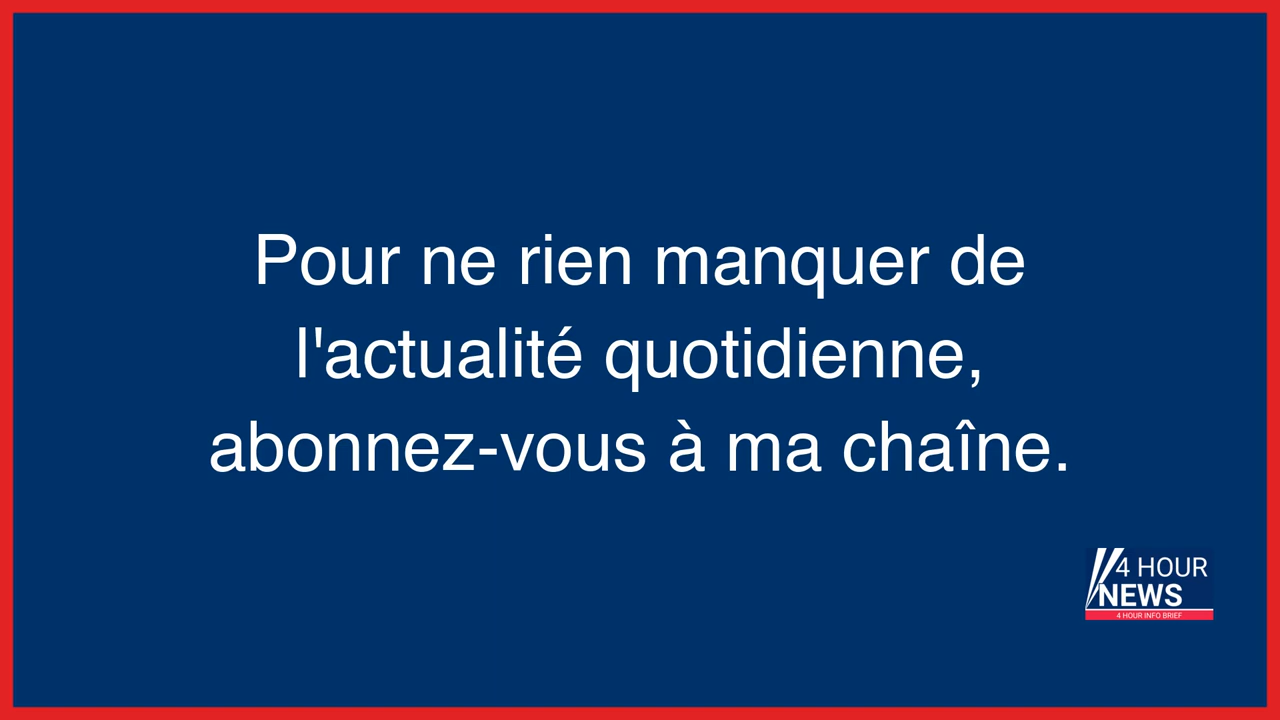 Pour ne rien manquer de
l'actualité quotidienne,
abonnez-vous à ma chaîne.
4 HOUR
NEWS
4 HOUR INFO BRIEF